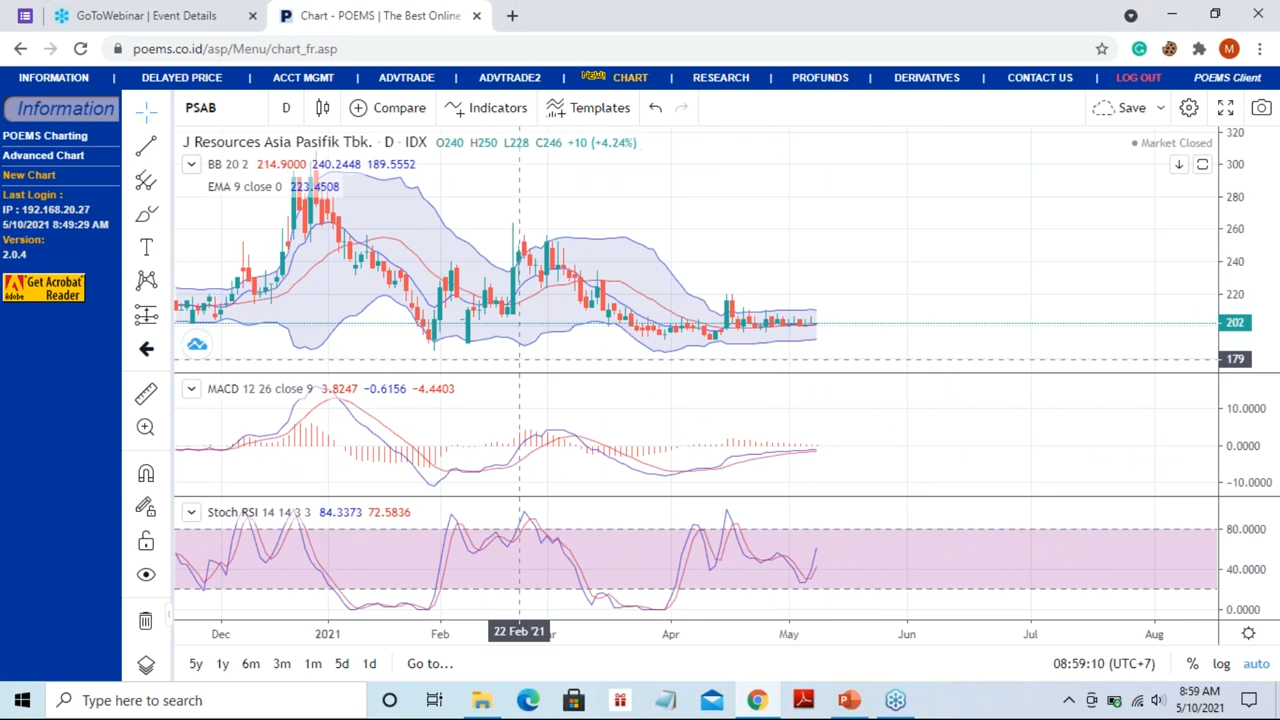 GoToWebinar | Event Details
Chart - POEMS | The Best Online
poems.co.id/asp/Menu/chart_fr.asp
M
INFORMATION | DELAYED PRICE | ACCT MGMT | ADVTRADE | ADVTRADE2 | NEW! CHART | RESEARCH | PROFUNDS | DERIVATIVES | CONTACT US | LOG OUT POEMS Client
Information
POEMS Charting
Advanced Chart
New Chart
Last Login :
IP : 192.168.20.27
5/10/2021 8:49:29 AM
Version:
2.0.4
Get Acrobat
Reader
Adobe
PSAB D Compare Indicators Templates Save
J Resources Asia Pasifik Tbk. · D · IDX O240 H250 L228 C246 +10 (+4.24%)
Market Closed
BB 20 2 214.9000 240.2448 189.5552
EMA 9 close 0 223.4508
320
300
280
260
240
220
202
179
MACD 12 26 close 9 3.8247 −0.6156 −4.4403
10.0000
0.0000
−10.0000
Stoch RSI 14 14 3 3 84.3373 72.5836
80.0000
40.0000
0.0000
Dec 2021 Feb 22 Feb '21 Apr May Jun Jul Aug
5y 1y 6m 3m 1m 5d 1d Go to... 08:59:10 (UTC+7) % log auto
Type here to search
8:59 AM
5/10/2021